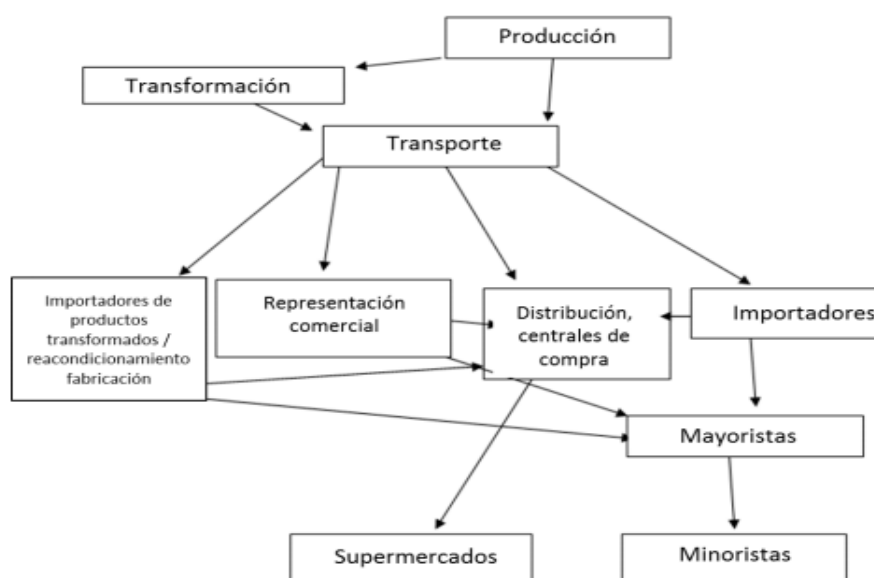 Producción
Transformación
Transporte
Importadores de
productos
transformados /
reacondicionamiento
fabricación
Representación
comercial
Distribución,
centrales de
compra
Importadores
Mayoristas
Supermercados
Minoristas